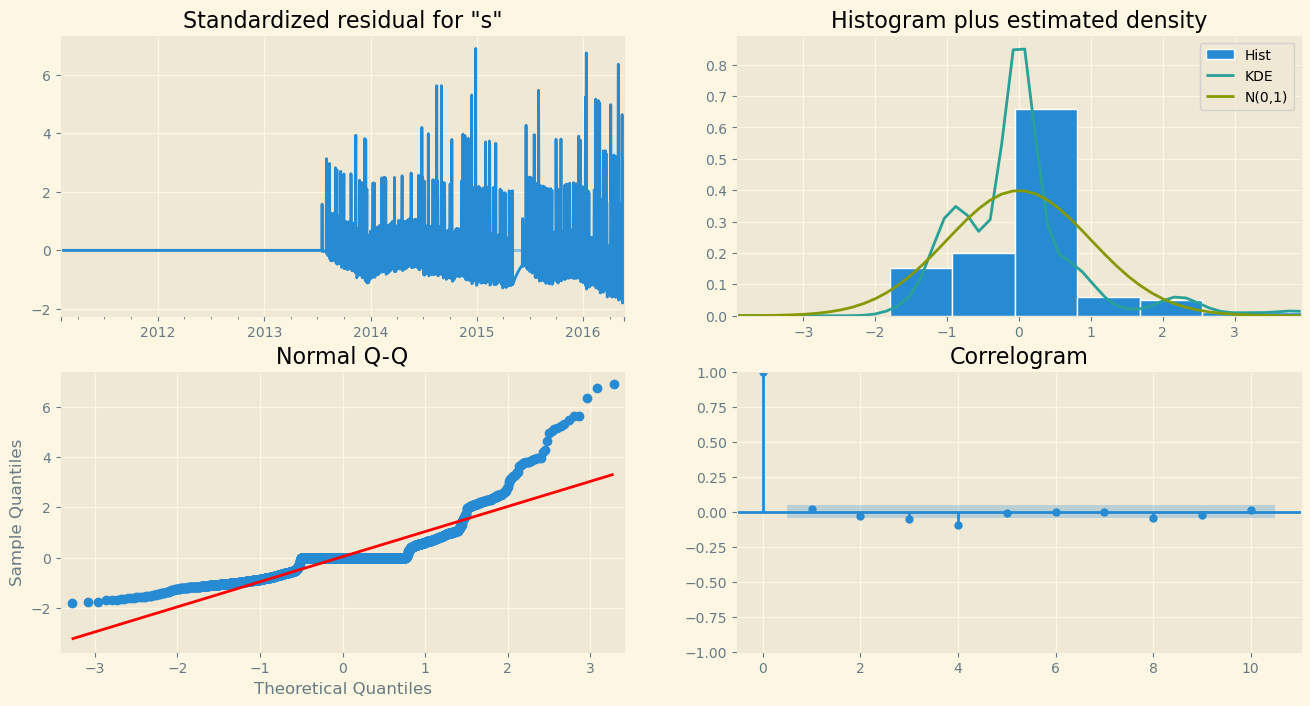 Standardized residual for "s"
6
4
2
0
−2
2012 2013 2014 2015 2016
Histogram plus estimated density
Hist
KDE
N(0,1)
0.8
0.7
0.6
0.5
0.4
0.3
0.2
0.1
0.0
−3 −2 −1 0 1 2 3
Normal Q-Q
Sample Quantiles
6
4
2
0
−2
−3 −2 −1 0 1 2 3
Theoretical Quantiles
Correlogram
1.00
0.75
0.50
0.25
0.00
−0.25
−0.50
−0.75
−1.00
0 2 4 6 8 10